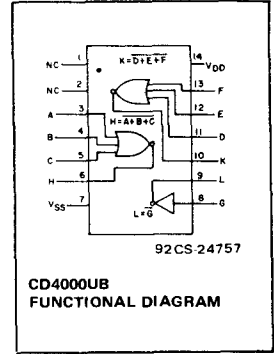 K=D+E+F
NC 1
14 VDD
NC 2
13 F
A 3
12 E
H=A+B+C
B 4
11 D
C 5
10 K
H 6
9 L
VSS 7
8 G
L=G
92CS-24757
CD4000UB
FUNCTIONAL DIAGRAM